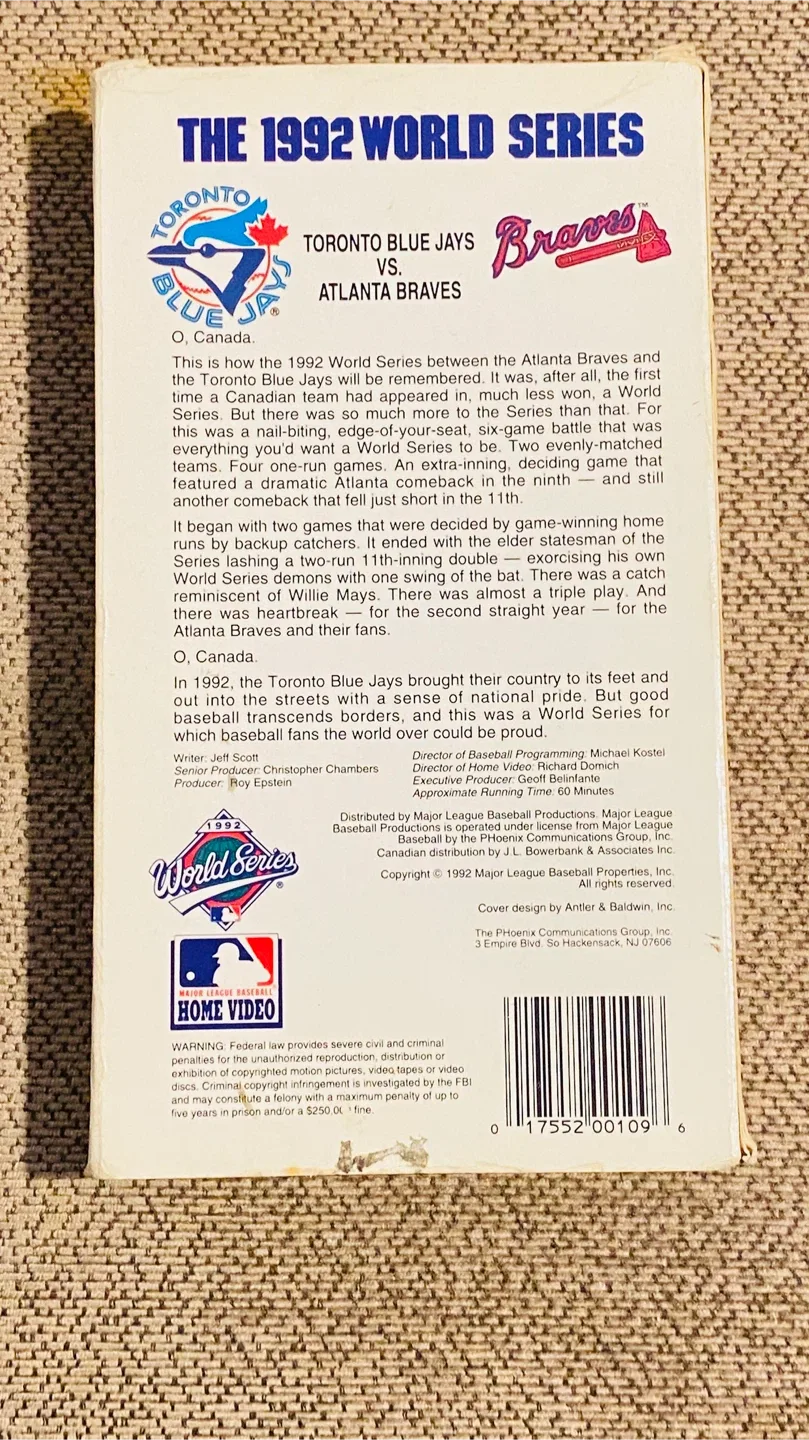 THE 1992 WORLD SERIES
TORONTO
BLUE JAYS
®
TORONTO BLUE JAYS
VS.
ATLANTA BRAVES
Braves™
O, Canada.
This is how the 1992 World Series between the Atlanta Braves and
the Toronto Blue Jays will be remembered. It was, after all, the first
time a Canadian team had appeared in, much less won, a World
Series. But there was so much more to the Series than that. For
this was a nail-biting, edge-of-your-seat, six-game battle that was
everything you'd want a World Series to be. Two evenly-matched
teams. Four one-run games. An extra-inning, deciding game that
featured a dramatic Atlanta comeback in the ninth — and still
another comeback that fell just short in the 11th.
It began with two games that were decided by game-winning home
runs by backup catchers. It ended with the elder statesman of the
Series lashing a two-run 11th-inning double — exorcising his own
World Series demons with one swing of the bat. There was a catch
reminiscent of Willie Mays. There was almost a triple play. And
there was heartbreak — for the second straight year — for the
Atlanta Braves and their fans.
O, Canada.
In 1992, the Toronto Blue Jays brought their country to its feet and
out into the streets with a sense of national pride. But good
baseball transcends borders, and this was a World Series for
which baseball fans the world over could be proud.
Writer: Jeff Scott
Senior Producer: Christopher Chambers
Producer: Roy Epstein
Director of Baseball Programming: Michael Kostel
Director of Home Video: Richard Domich
Executive Producer: Geoff Belinfante
Approximate Running Time: 60 Minutes
1992
World Series
®
Distributed by Major League Baseball Productions. Major League
Baseball Productions is operated under license from Major League
Baseball by the PHoenix Communications Group, Inc.
Canadian distribution by J.L. Bowerbank & Associates Inc.
Copyright © 1992 Major League Baseball Properties, Inc.
All rights reserved.
Cover design by Antler & Baldwin, Inc.
The PHoenix Communications Group, Inc.
3 Empire Blvd. So Hackensack, NJ 07606
MAJOR LEAGUE BASEBALL
HOME VIDEO
WARNING: Federal law provides severe civil and criminal
penalties for the unauthorized reproduction, distribution or
exhibition of copyrighted motion pictures, video tapes or video
discs. Criminal copyright infringement is investigated by the FBI
and may constitute a felony with a maximum penalty of up to
five years in prison and/or a fine.
0 17552 00109 6